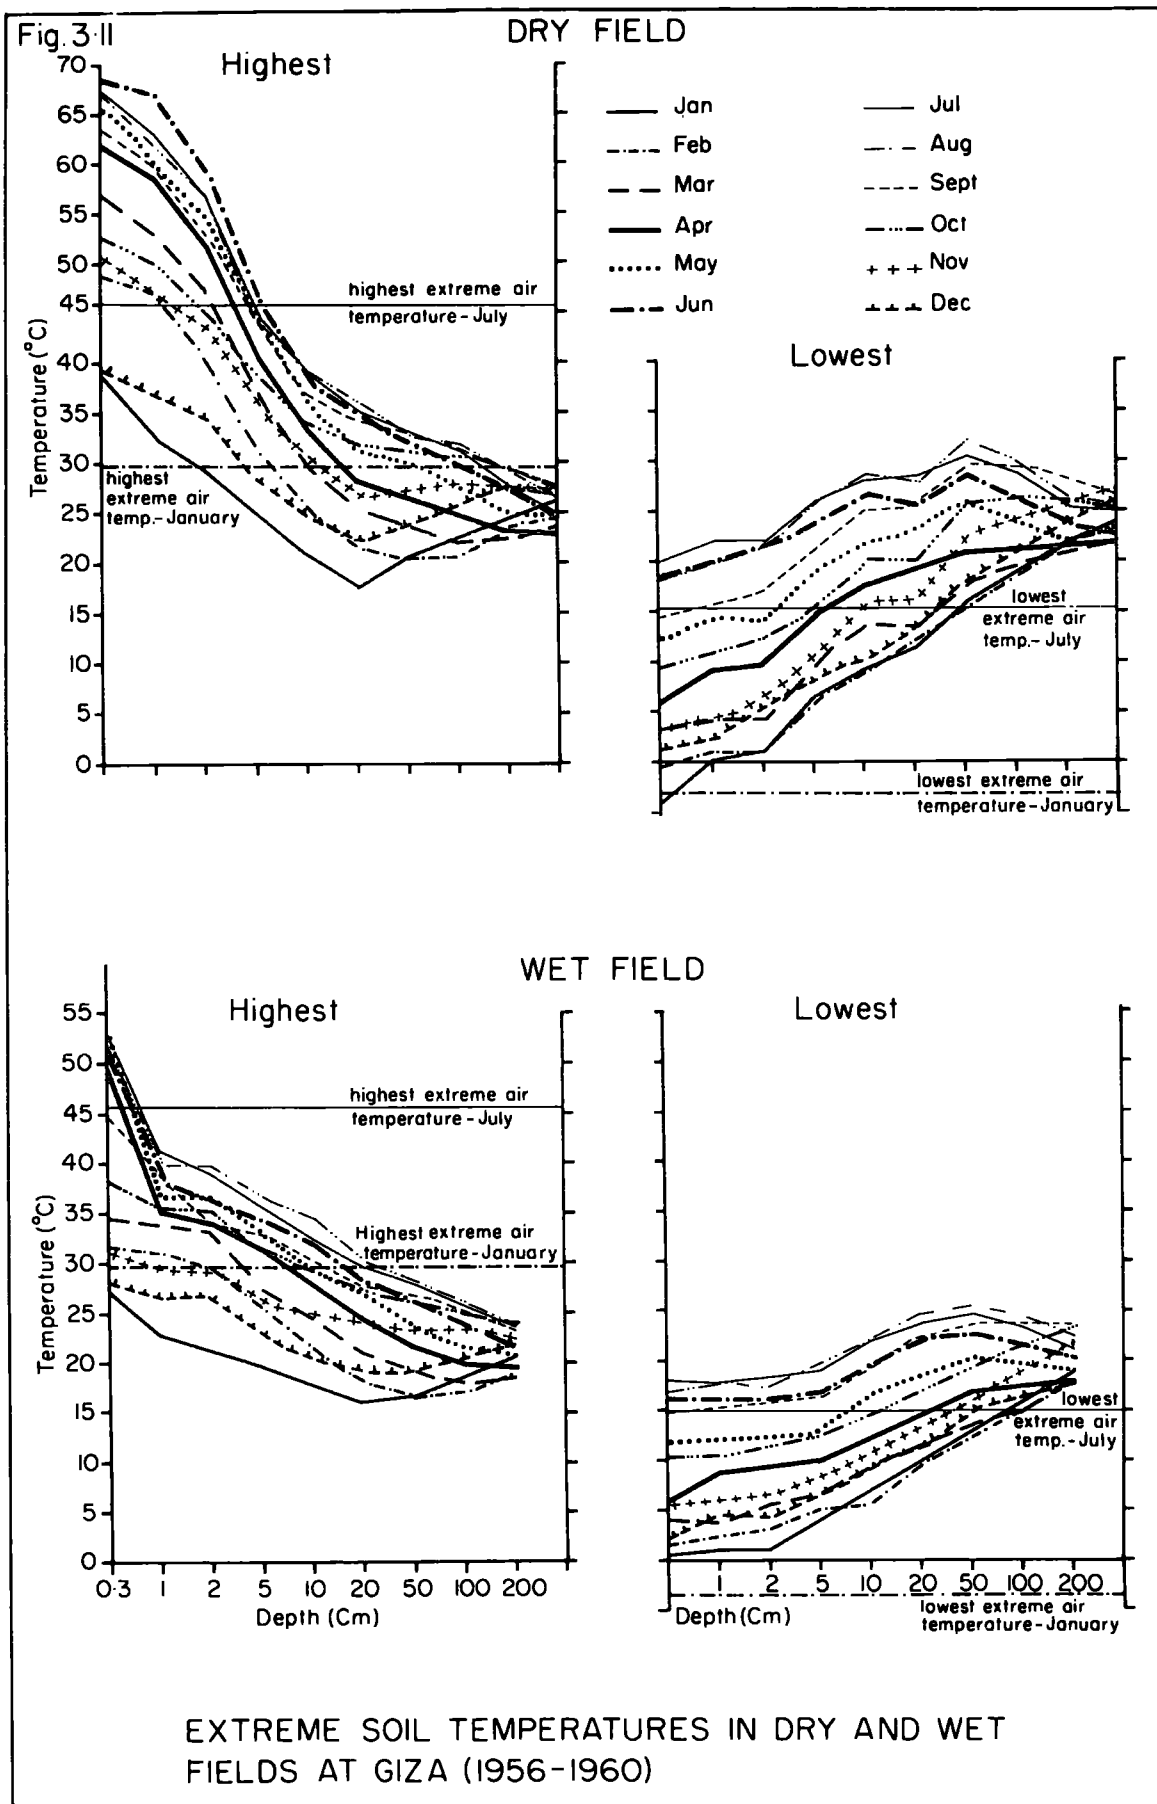 Fig. 3·11
DRY FIELD
Highest
Jan
Feb
Mar
Apr
May
Jun
Jul
Aug
Sept
Oct
Nov
Dec
70
65
60
55
50
45
40
35
30
25
20
15
10
5
0
Temperature (°C)
highest extreme air
temperature - July
highest
extreme air
temp.- January
Lowest
lowest
extreme air
temp.- July
lowest extreme air
temperature - January
WET FIELD
Highest
55
50
45
40
35
30
25
20
15
10
5
0
Temperature (°C)
highest extreme air
temperature - July
Highest extreme air
temperature - January
0·3 1 2 5 10 20 50 100 200
Depth (Cm)
Lowest
lowest
extreme air
temp. - July
1 2 5 10 20 50 100 200
Depth (Cm)
lowest extreme air
temperature - January
EXTREME SOIL TEMPERATURES IN DRY AND WET
FIELDS AT GIZA (1956-1960)